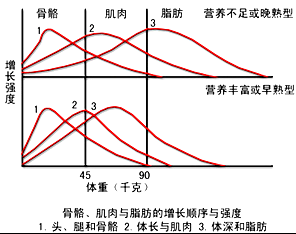 骨骼 肌肉 脂肪 营养不足或晚熟型
1 2 3
增长强度
营养丰富或早熟型
1 2 3
45 90
体重（千克）
骨骼、肌肉与脂肪的增长顺序与强度
1.头、腿和骨骼 2.体长与肌肉 3.体深和脂肪